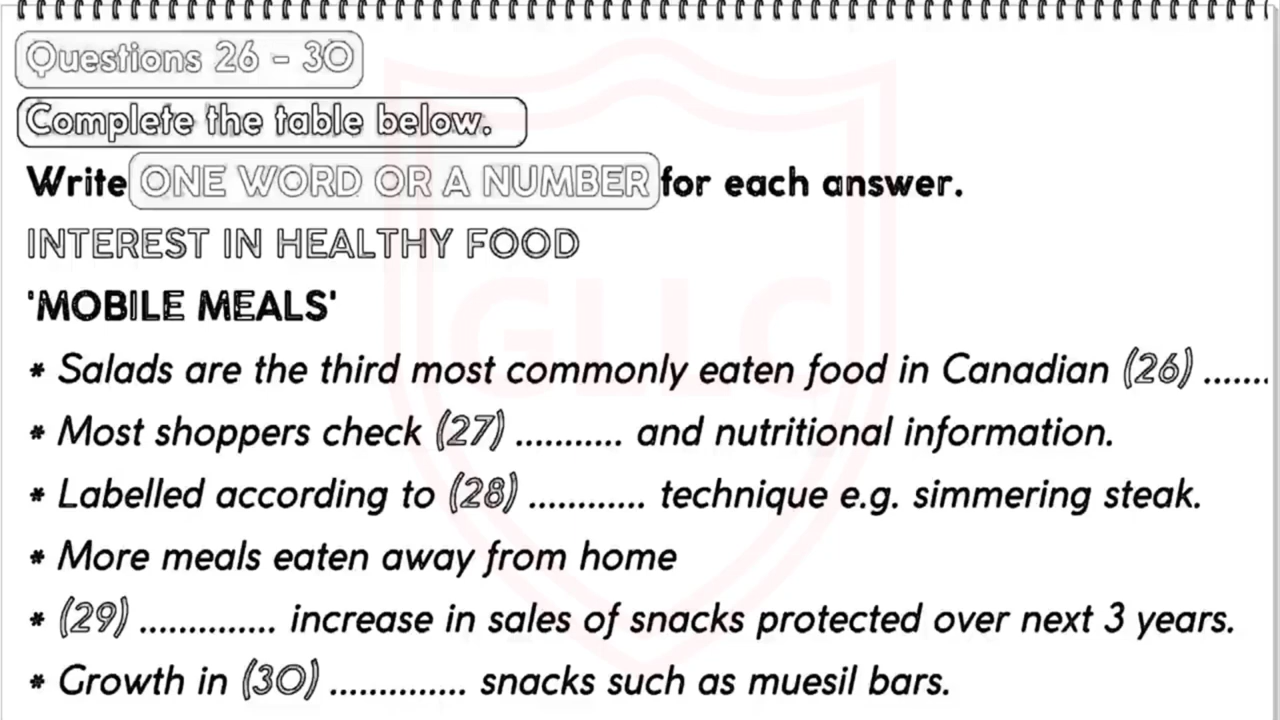 Questions 26 - 30
Complete the table below.
Write ONE WORD OR A NUMBER for each answer.
INTEREST IN HEALTHY FOOD
'MOBILE MEALS'
* Salads are the third most commonly eaten food in Canadian (26) .......
* Most shoppers check (27) ........... and nutritional information.
* Labelled according to (28) ............ technique e.g. simmering steak.
* More meals eaten away from home
* (29) .............. increase in sales of snacks protected over next 3 years.
* Growth in (30) .............. snacks such as muesil bars.
GLLC